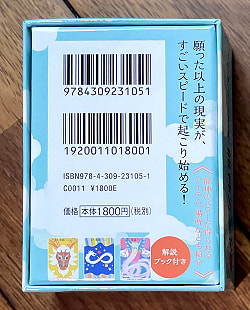 願った以上の現実が、
すごいスピードで起こり始める!
9784309231051
1920011018001
ISBN978-4-309-23105-1
C0011 ¥1800E
価格 本体1800円(税別)
解説
ブック付き